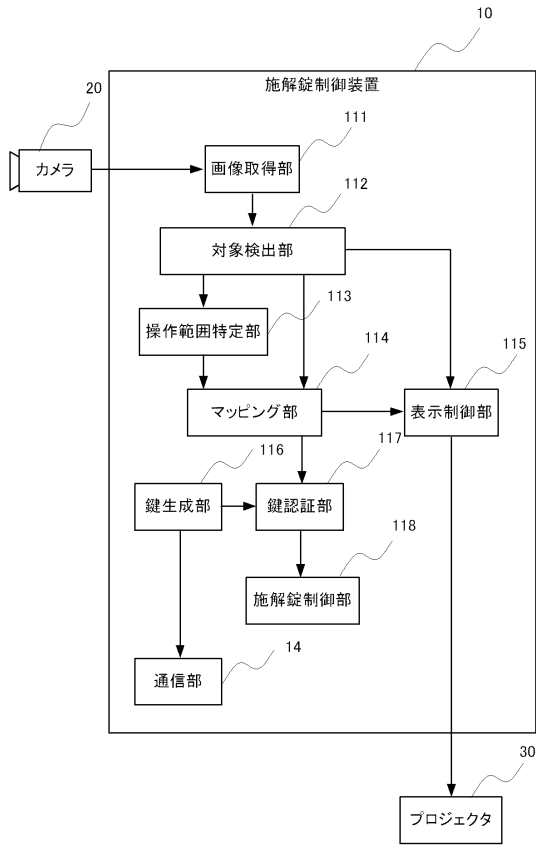 10
施解錠制御装置
20
カメラ
111
画像取得部
112
対象検出部
113
操作範囲特定部
114
マッピング部
115
表示制御部
116
鍵生成部
117
鍵認証部
118
施解錠制御部
14
通信部
30
プロジェクタ